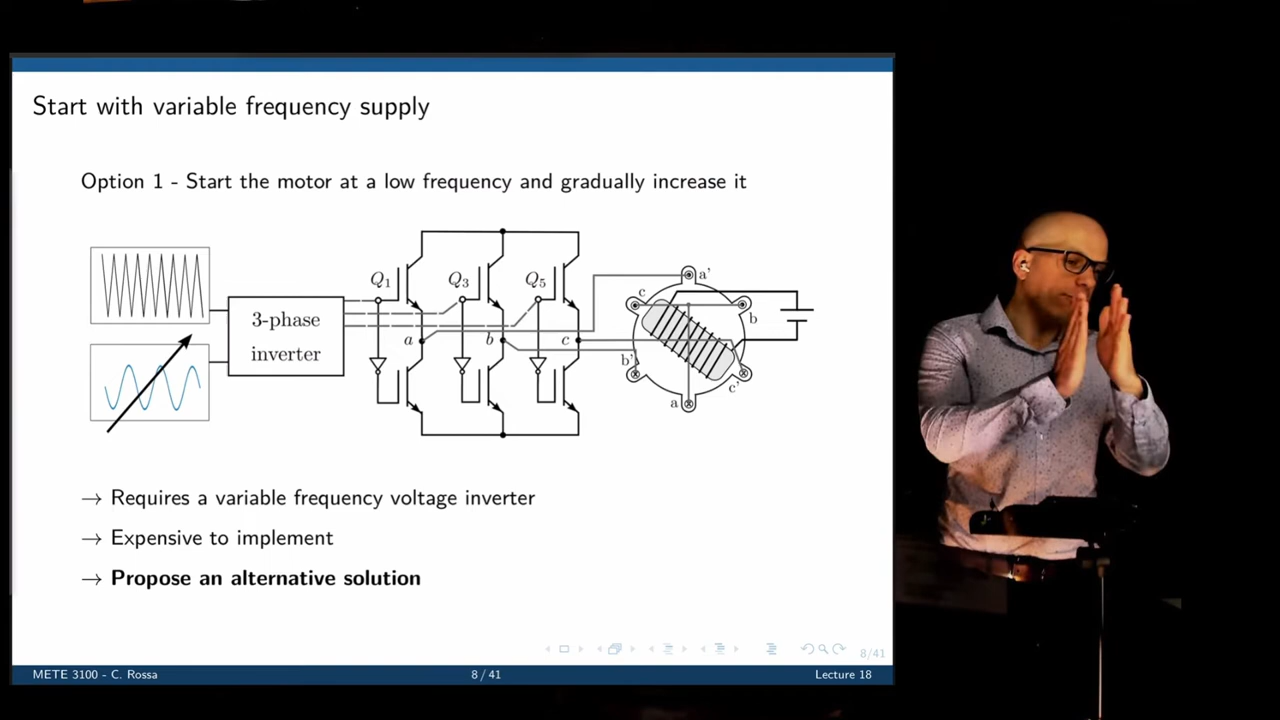 Start with variable frequency supply
Option 1 - Start the motor at a low frequency and gradually increase it
Q1 Q3 Q5
3-phase
inverter
a b c
a'
c
b
b'
c'
a
→ Requires a variable frequency voltage inverter
→ Expensive to implement
→ Propose an alternative solution
8/41
METE 3100 - C. Rossa 8 / 41 Lecture 18